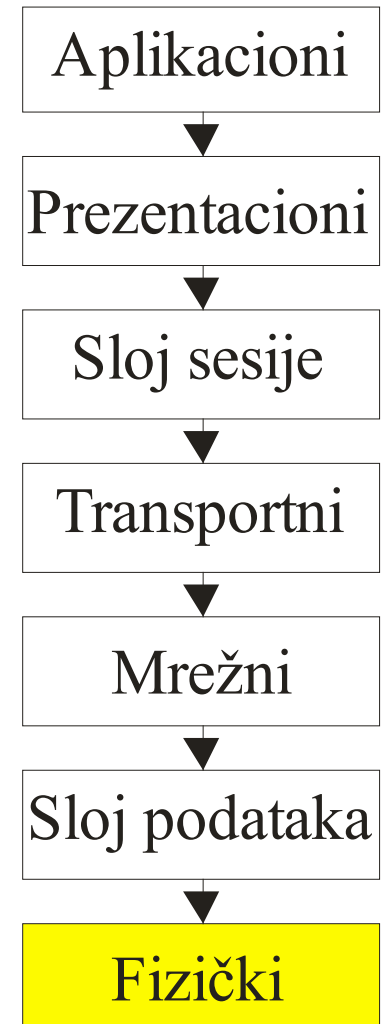 Aplikacioni
Prezentacioni
Sloj sesije
Transportni
Mrežni
Sloj podataka
Fizički